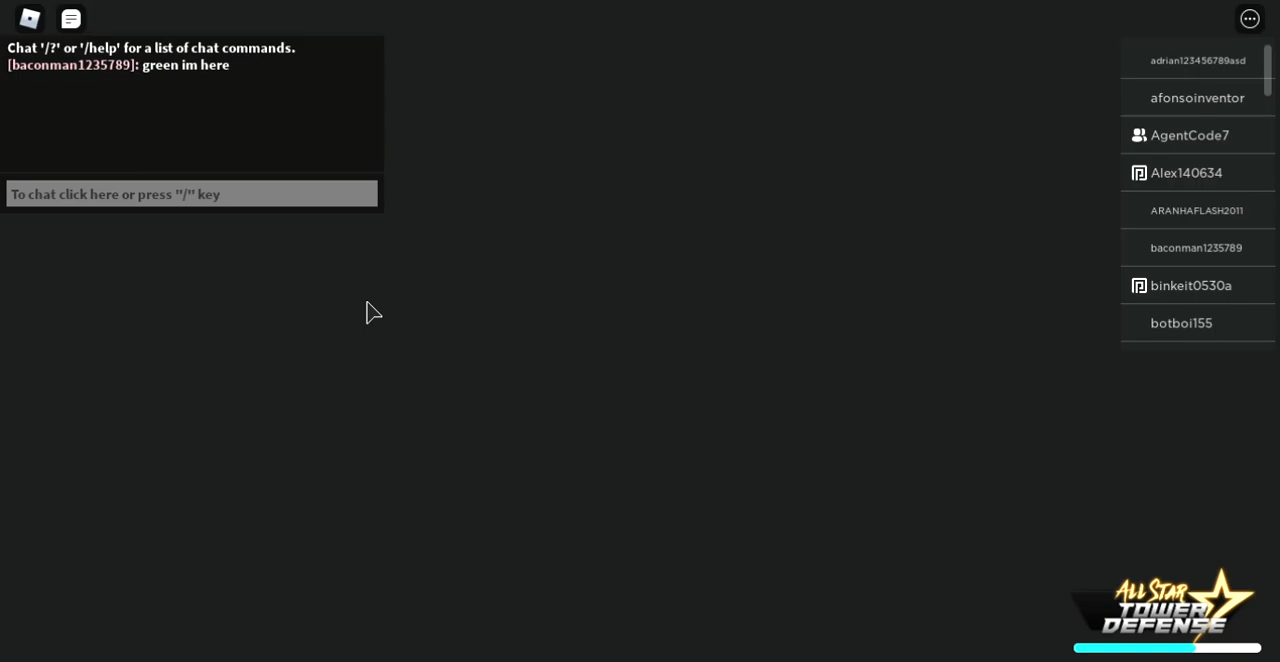 Chat '/?' or '/help' for a list of chat commands.
[baconman1235789]: green im here
To chat click here or press "/" key
adrian123456789asd
afonsoinventor
AgentCode7
Alex140634
ARANHAFLASH2011
baconman1235789
binkeit0530a
botboi155
ALL STAR
TOWER
DEFENSE